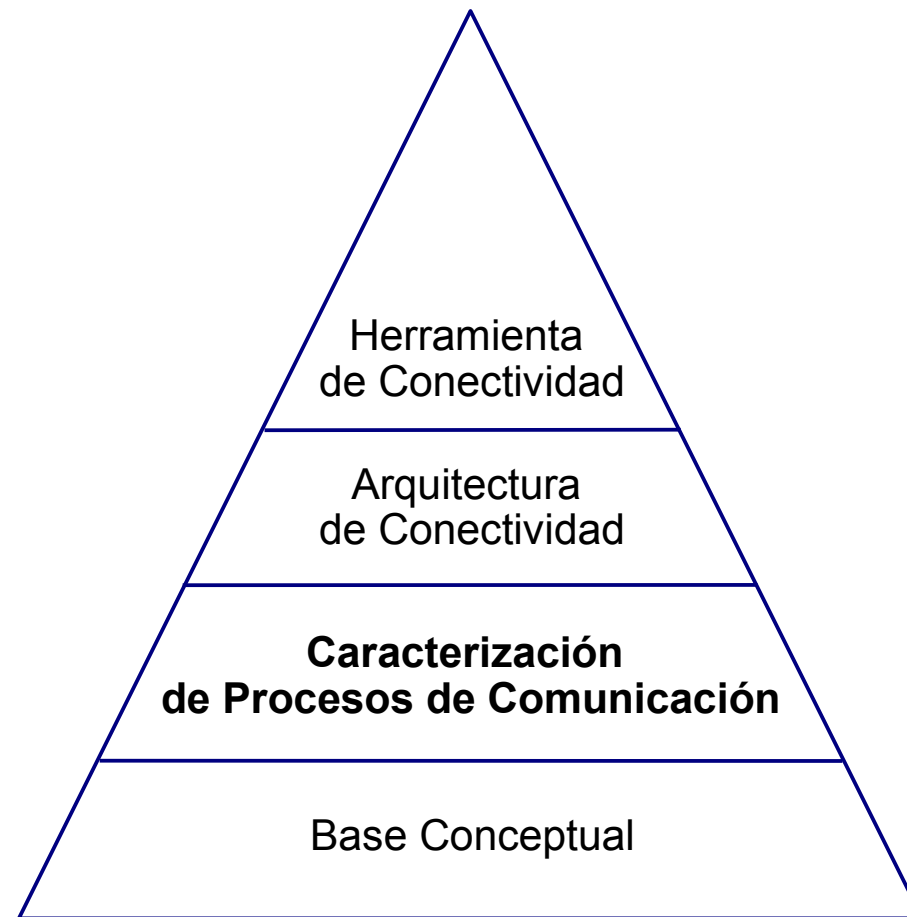 Herramienta
de Conectividad
Arquitectura
de Conectividad
Caracterización
de Procesos de Comunicación
Base Conceptual